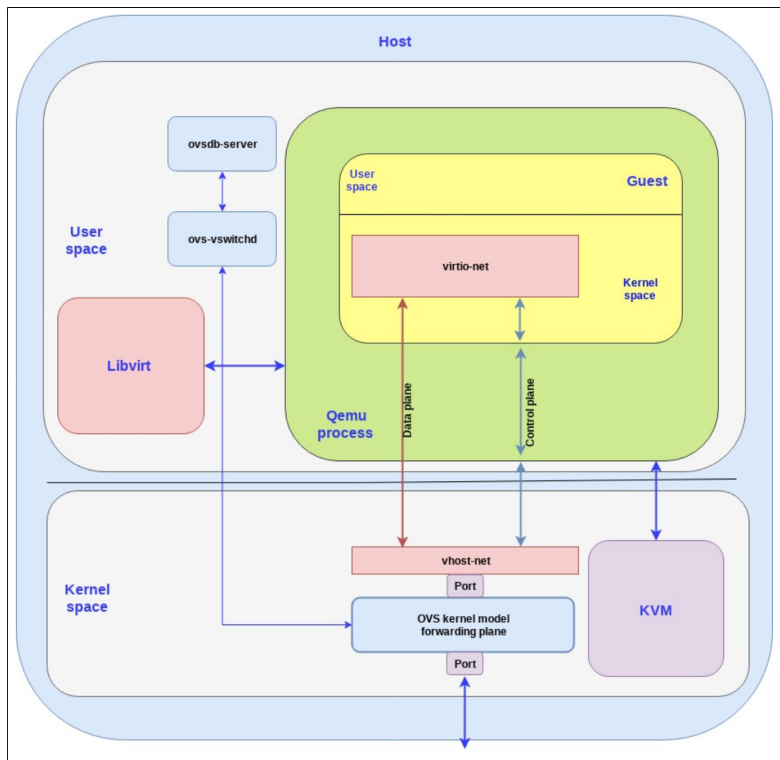 Host
ovsdb-server
User
space
Guest
ovs-vswitchd
User
space
virtio-net
Kernel
space
Libvirt
Data plane
Control plane
Qemu
process
vhost-net
Port
Kernel
space
OVS kernel model
forwarding plane
KVM
Port